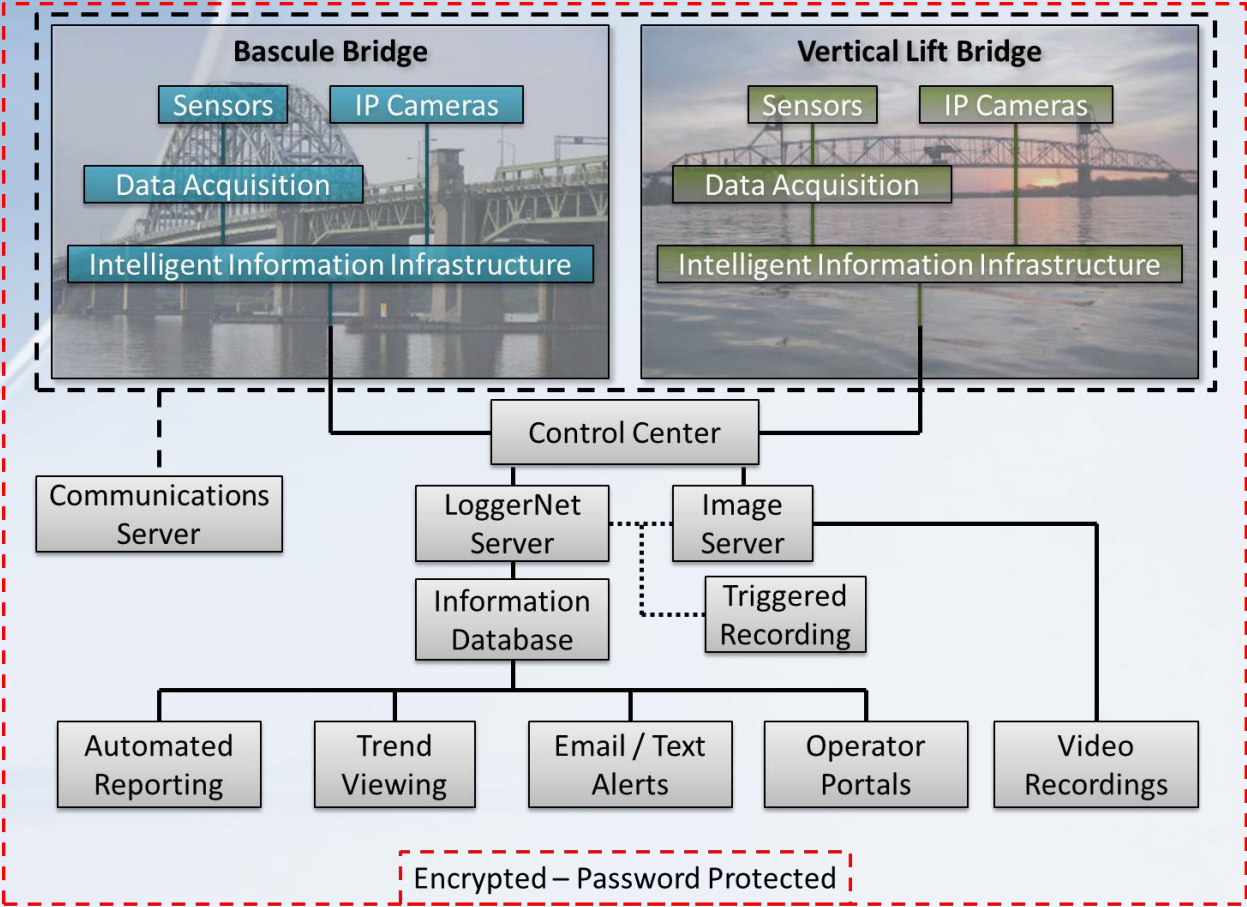 Bascule Bridge
Sensors
IP Cameras
Data Acquisition
Intelligent Information Infrastructure
Vertical Lift Bridge
Sensors
IP Cameras
Data Acquisition
Intelligent Information Infrastructure
Control Center
Communications
Server
LoggerNet
Server
Image
Server
Information
Database
Triggered
Recording
Automated
Reporting
Trend
Viewing
Email / Text
Alerts
Operator
Portals
Video
Recordings
Encrypted – Password Protected